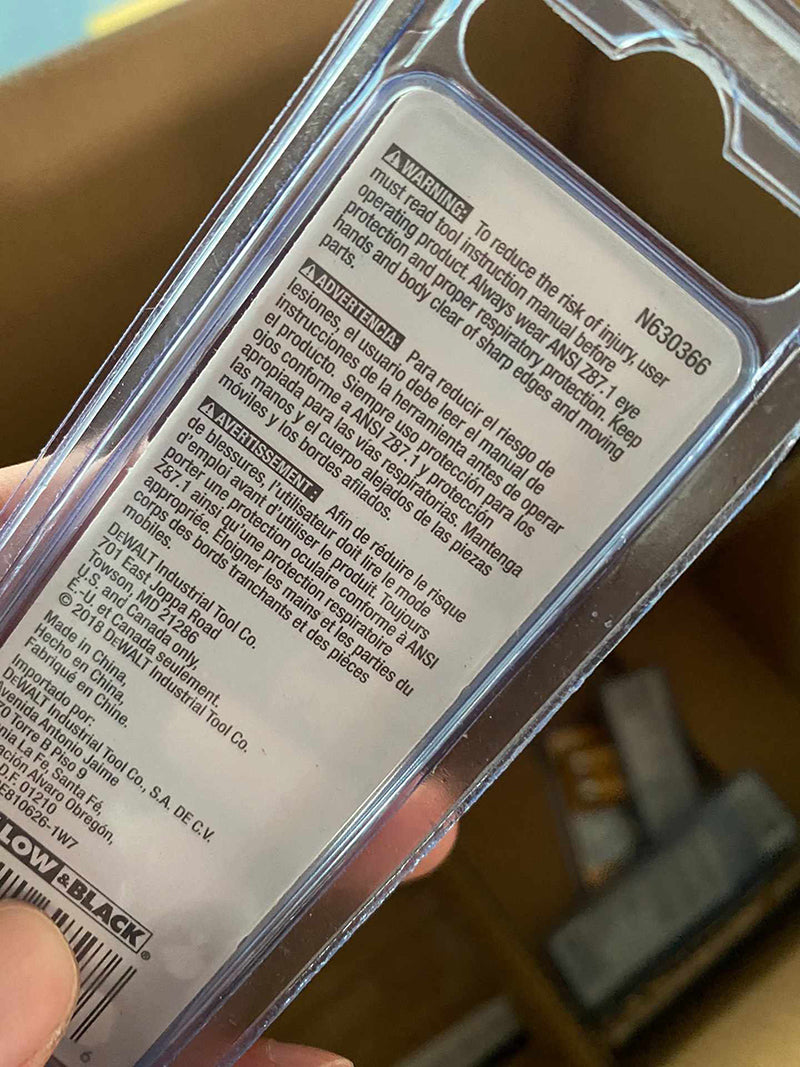 N630366
⚠WARNING: To reduce the risk of injury, user
must read tool instruction manual before
operating product. Always wear ANSI Z87.1 eye
protection and proper respiratory protection. Keep
hands and body clear of sharp edges and moving
parts.
⚠ADVERTENCIA: Para reducir el riesgo de
lesiones, el usuario debe leer el manual de
instrucciones de la herramienta antes de operar
el producto. Siempre uso protección para los
ojos conforme a ANSI Z87.1 y protección
apropiada para las vías respiratorias. Mantenga
las manos y el cuerpo alejados de las piezas
móviles y los bordes afilados.
⚠AVERTISSEMENT: Afin de réduire le risque
de blessures, l'utilisateur doit lire le mode
d'emploi avant d'utiliser le produit. Toujours
porter une protection oculaire conforme à ANSI
Z87.1 ainsi qu'une protection respiratoire
appropriée. Éloigner les mains et les parties du
corps des bords tranchants et des pièces
mobiles.
DEWALT Industrial Tool Co.
701 East Joppa Road
Towson, MD 21286
U.S. and Canada only.
É-U. et Canada seulement.
© 2018 DEWALT Industrial Tool Co.
Made in China,
Hecho en China,
Fabriqué en Chine.
Importado por:
DEWALT Industrial Tool Co., S.A. DE C.V.
Avenida Antonio Jaime
Torre B Piso 9
La Fé, Santa Fé,
Álvaro Obregón,
D.F. 01210
810626-1W7
LOW & BLACK®
6